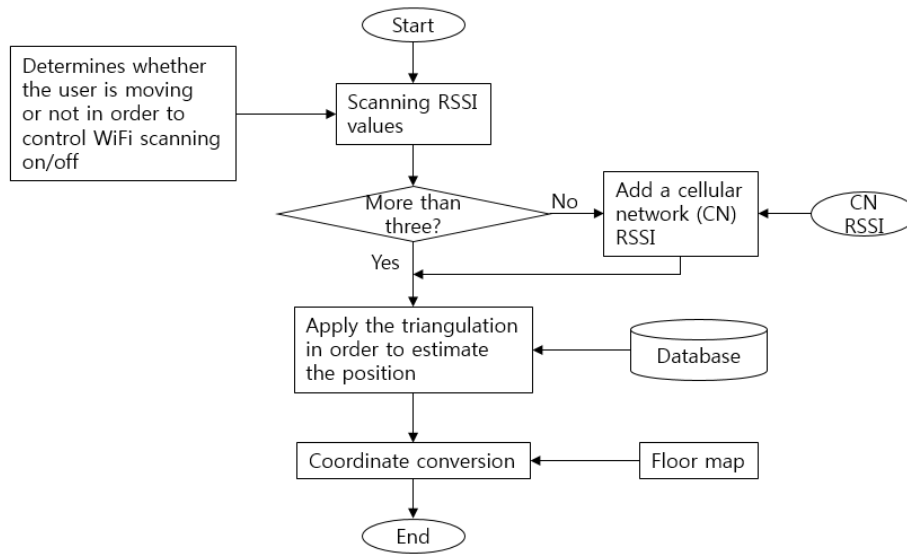 Start
Determines whether
the user is moving
or not in order to
control WiFi scanning
on/off
Scanning RSSI
values
More than
three?
No
Add a cellular
network (CN)
RSSI
CN
RSSI
Yes
Apply the triangulation
in order to estimate
the position
Database
Coordinate conversion
Floor map
End